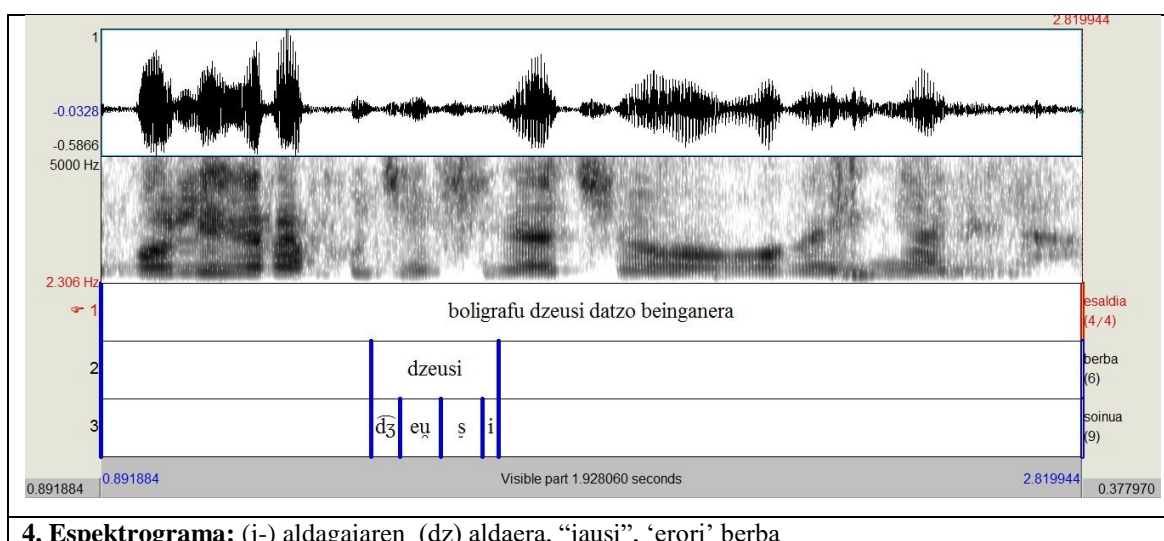 2.819944
1
-0.0328
-0.5866
5000 Hz
2.306 Hz
☞ 1
boligrafu dzeusi datzo beinganera
esaldia
(4/4)
2
dzeusi
berba
(6)
3
d͡ʒ eu̯ s̺ i
soinua
(9)
0.891884
0.891884 Visible part 1.928060 seconds 2.819944
0.377970
4. Espektrograma: (j-) aldagaiaren (dz) aldaera, “jausi”, ‘erori’ berba